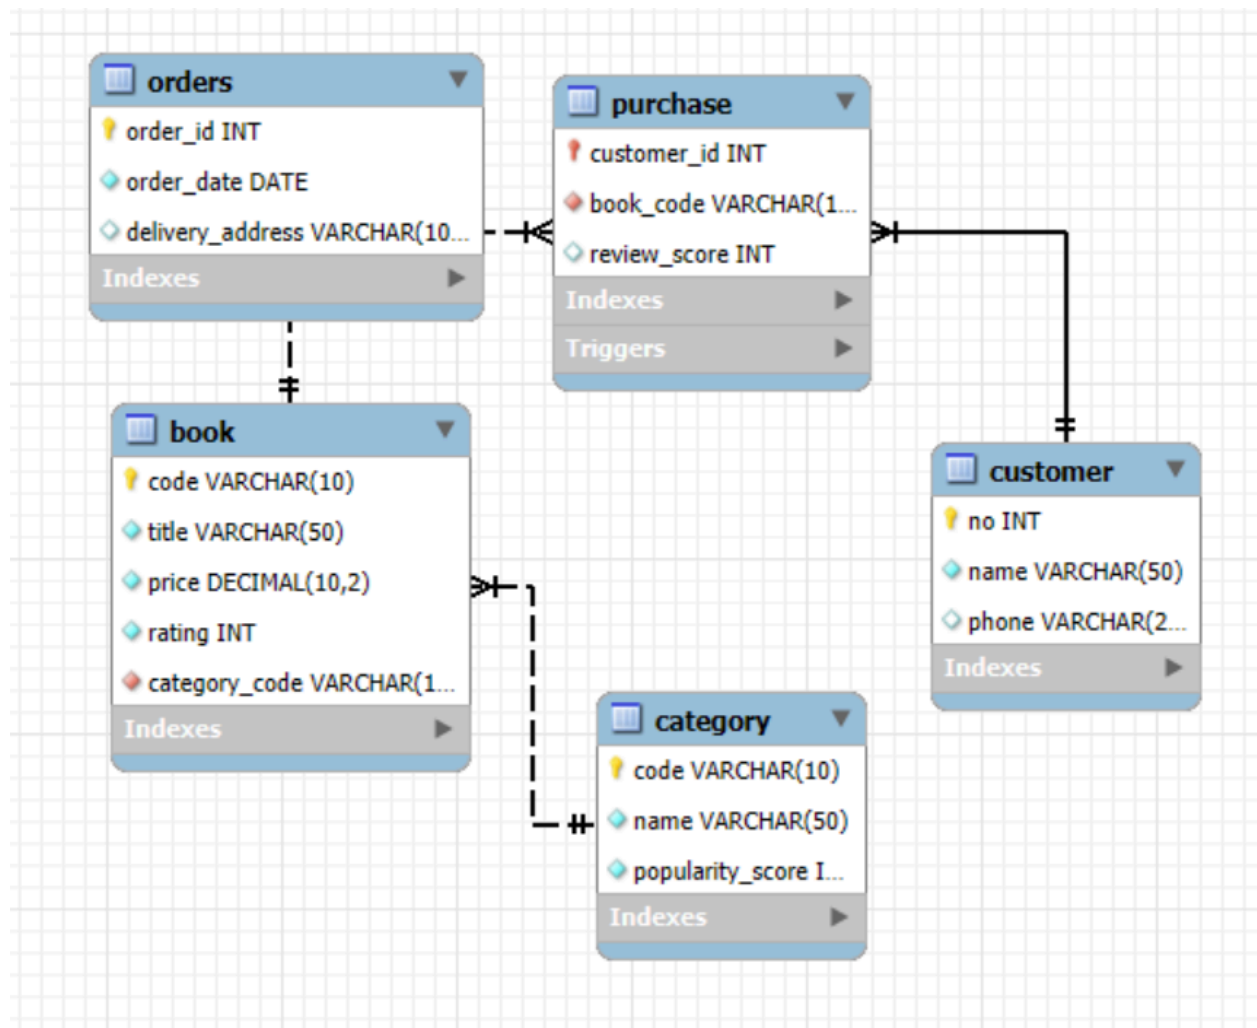 orders
order_id INT
order_date DATE
delivery_address VARCHAR(10...
Indexes
purchase
customer_id INT
book_code VARCHAR(1...
review_score INT
Indexes
Triggers
book
code VARCHAR(10)
title VARCHAR(50)
price DECIMAL(10,2)
rating INT
category_code VARCHAR(1...
Indexes
customer
no INT
name VARCHAR(50)
phone VARCHAR(2...
Indexes
category
code VARCHAR(10)
name VARCHAR(50)
popularity_score I...
Indexes